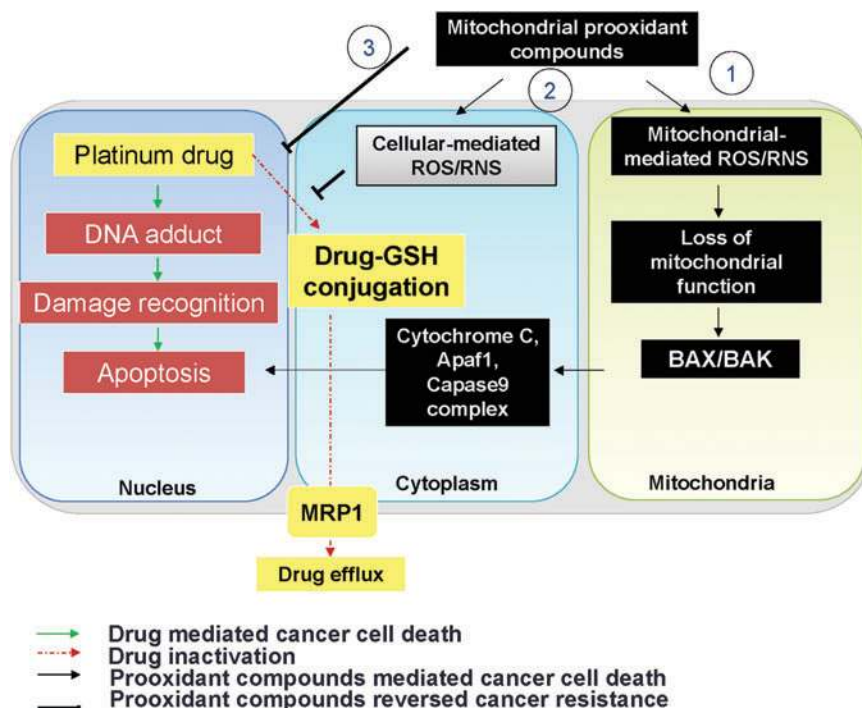 3
Mitochondrial prooxidant
compounds
2
1
Platinum drug
DNA adduct
Damage recognition
Apoptosis
Nucleus
Cellular-mediated
ROS/RNS
Drug-GSH
conjugation
Cytochrome C,
Apaf1,
Capase9
complex
Cytoplasm
Mitochondrial-
mediated ROS/RNS
Loss of
mitochondrial
function
BAX/BAK
Mitochondria
MRP1
Drug efflux
Drug mediated cancer cell death
Drug inactivation
Prooxidant compounds mediated cancer cell death
Prooxidant compounds reversed cancer resistance